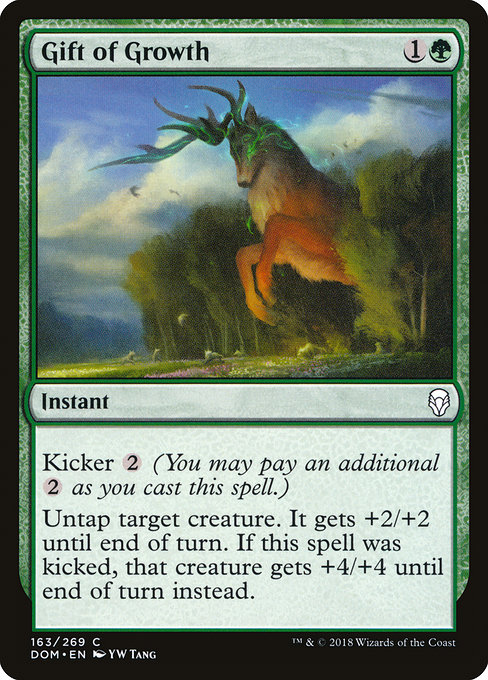 Gift of Growth 1
Instant
Kicker 2 (You may pay an additional
2 as you cast this spell.)
Untap target creature. It gets +2/+2
until end of turn. If this spell was
kicked, that creature gets +4/+4 until
end of turn instead.
163/269 C
DOM • EN YW TANG
™ & © 2018 Wizards of the Coast